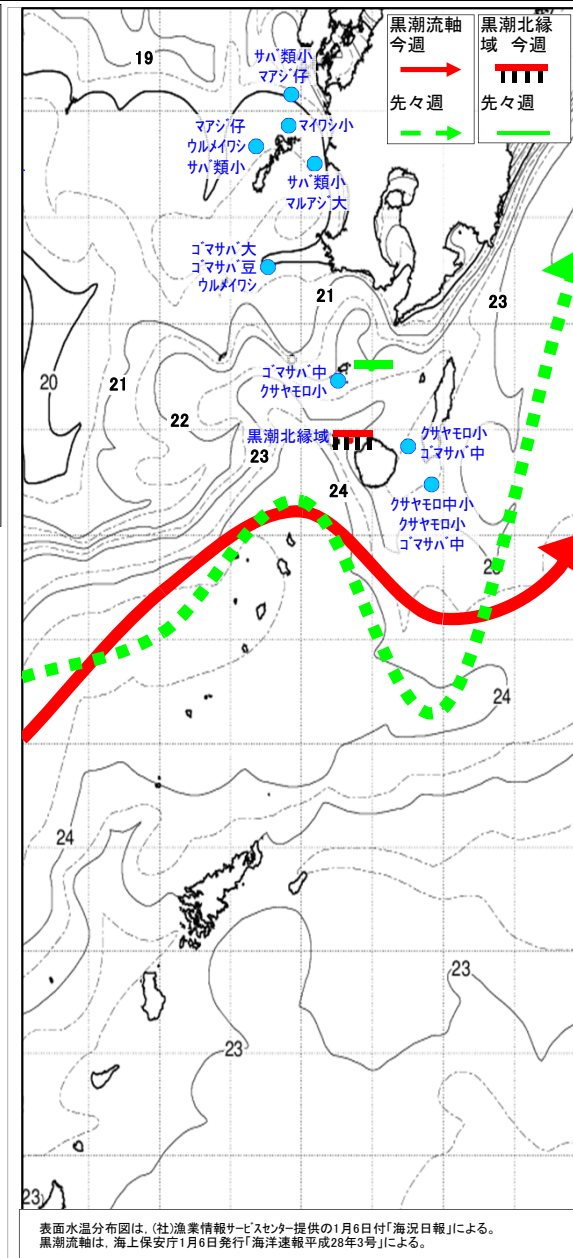 黒潮流軸
今週
先々週
黒潮北縁
域 今週
先々週
19
サバ類小
マアジ仔
マイワシ小
マアジ仔
ウルメイワシ
サバ類小
サバ類小
マルアジ大
ゴマサバ大
ゴマサバ豆
ウルメイワシ
21
23
20
21
22
ゴマサバ中
クサヤモロ小
黒潮北縁域
クサヤモロ小
ゴマサバ中
23
24
クサヤモロ中小
クサヤモロ小
ゴマサバ中
24
24
23
23
23
表面水温分布図は、(社)漁業情報サービスセンター提供の1月6日付「海況日報」による。
黒潮流軸は、海上保安庁1月6日発行「海洋速報平成28年3号」による。